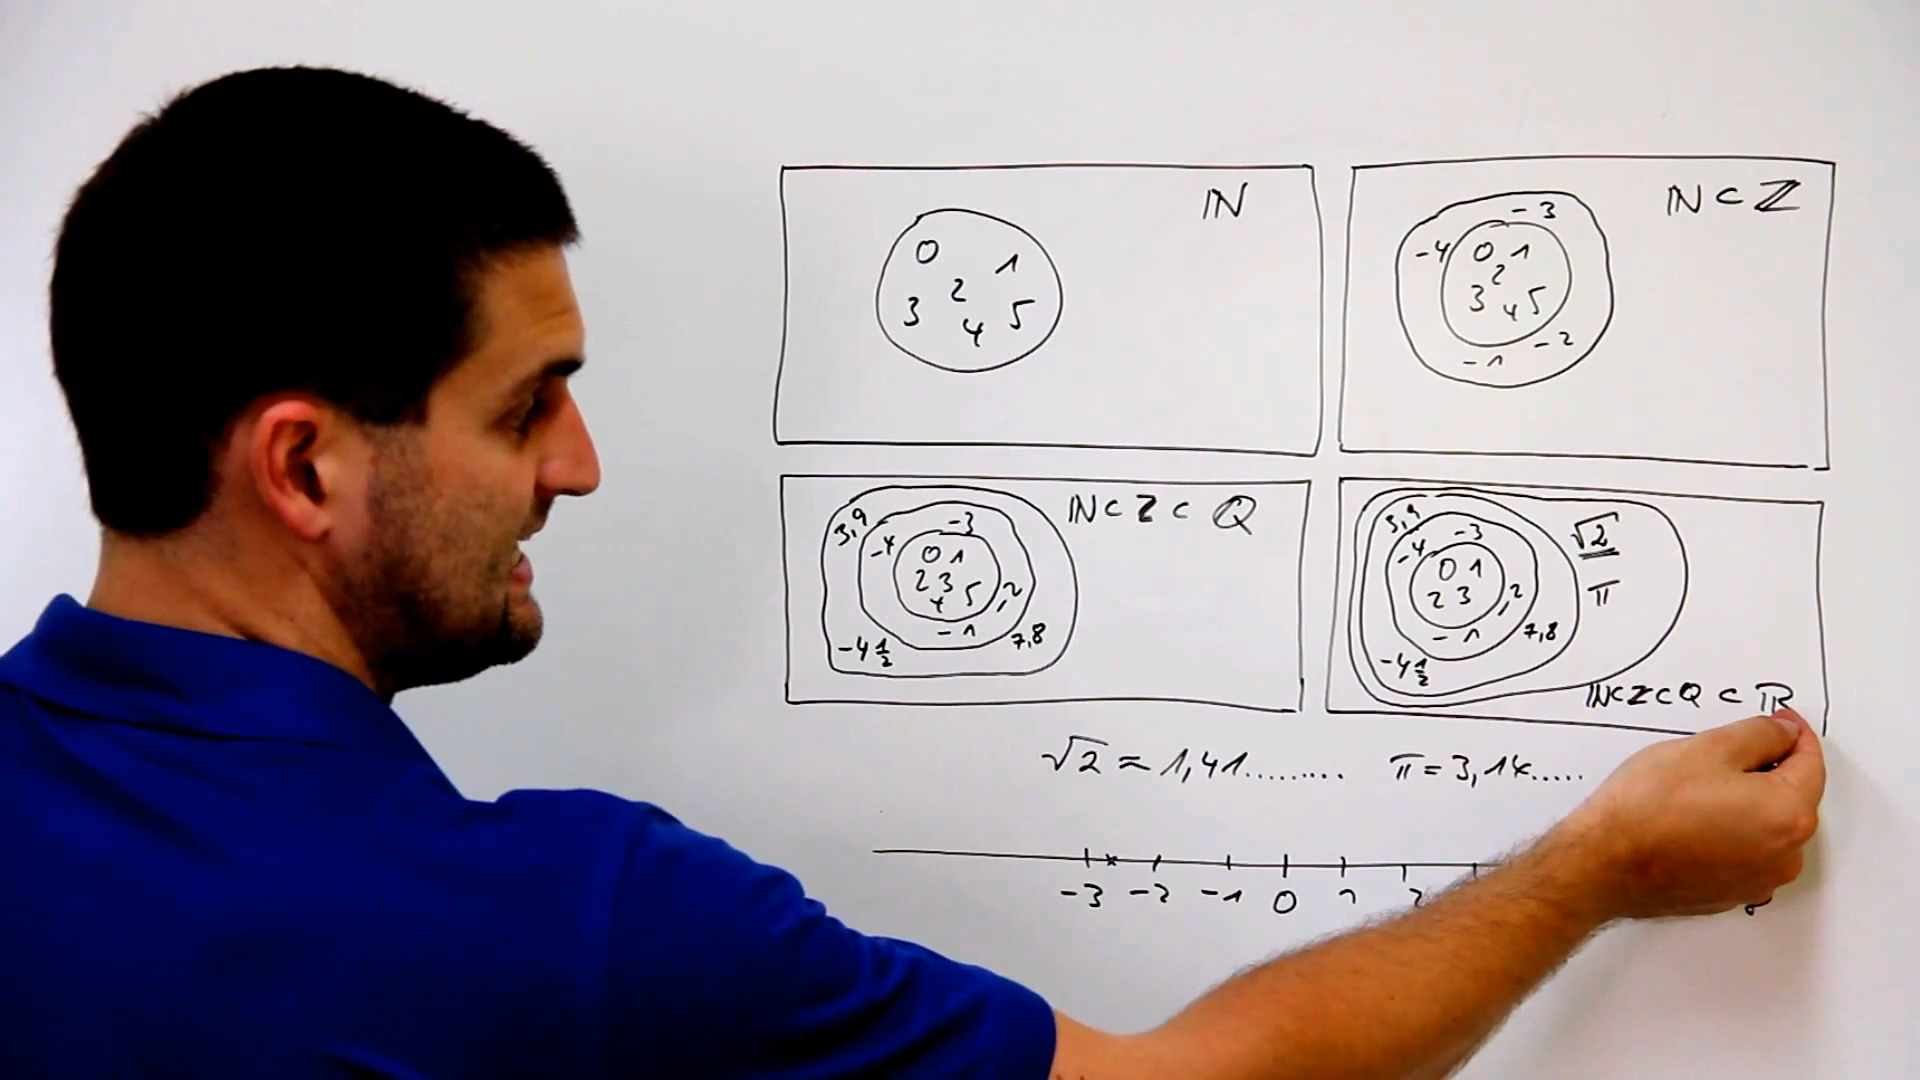 ℕ
0 1
2
3 4 5
ℕ ⊂ ℤ
-3
-4 0 1
2
3 4 5
-2
-1
ℕ ⊂ ℤ ⊂ ℚ
3,9
-3
-4
0 1
2 3
4 5
-2
-1
7,8
-4 1/2
3,9
√2
-3
-4
0 1
π
2 3
-2
-1
7,8
-4 1/2
ℕ ⊂ ℤ ⊂ ℚ ⊂ ℝ
√2 ≈ 1,41......... π = 3,14.....
-3 -2 -1 0 1 2